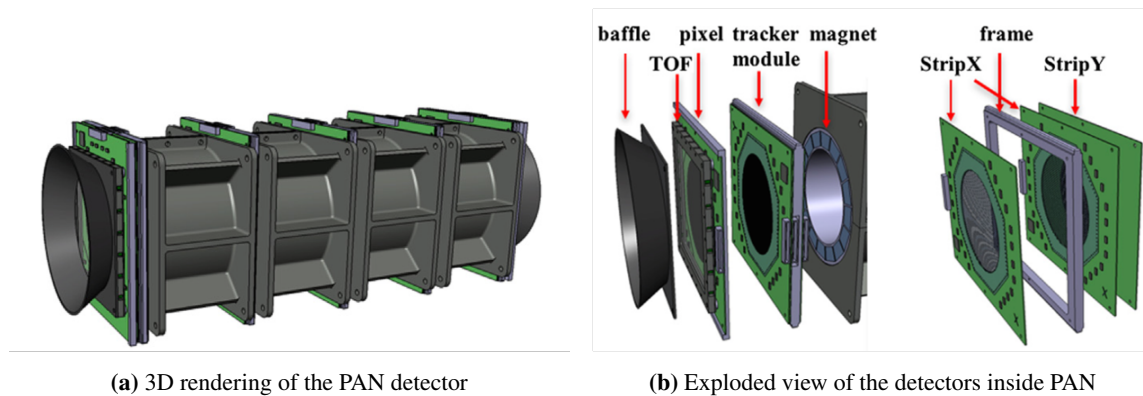 baffle
pixel
TOF
tracker
module
magnet
StripX
frame
StripY
X
(a) 3D rendering of the PAN detector
(b) Exploded view of the detectors inside PAN